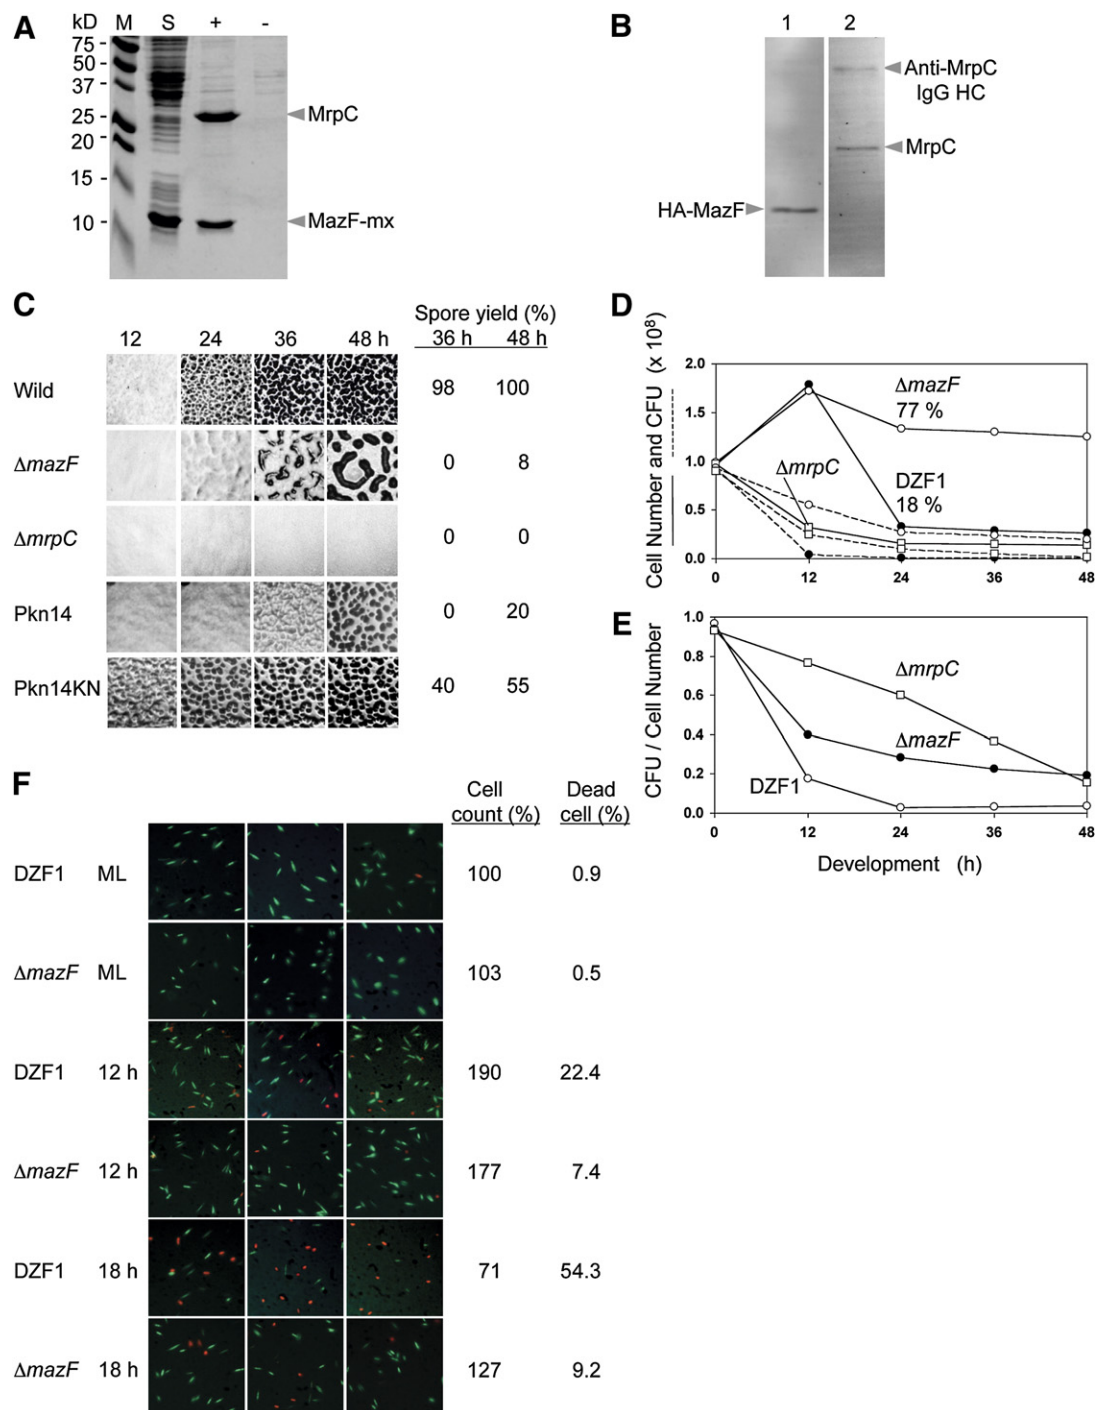 A
kD M S + -
75 -
50 -
37 -
25 -
20 -
15 -
10 -
MrpC
MazF-mx
B
1 2
Anti-MrpC
IgG HC
MrpC
HA-MazF
C
Spore yield (%)
12 24 36 48 h 36 h 48 h
Wild 98 100
ΔmazF 0 8
ΔmrpC 0 0
Pkn14 0 20
Pkn14KN 40 55
D
Cell Number and CFU (x 10⁸)
2.0
1.5
1.0
0.5
0.0
0 12 24 36 48
ΔmazF
77 %
ΔmrpC
DZF1
18 %
E
CFU / Cell Number
1.0
0.8
0.6
0.4
0.2
0.0
0 12 24 36 48
ΔmrpC
ΔmazF
DZF1
Development (h)
F
Cell count (%) Dead cell (%)
DZF1 ML 100 0.9
ΔmazF ML 103 0.5
DZF1 12 h 190 22.4
ΔmazF 12 h 177 7.4
DZF1 18 h 71 54.3
ΔmazF 18 h 127 9.2